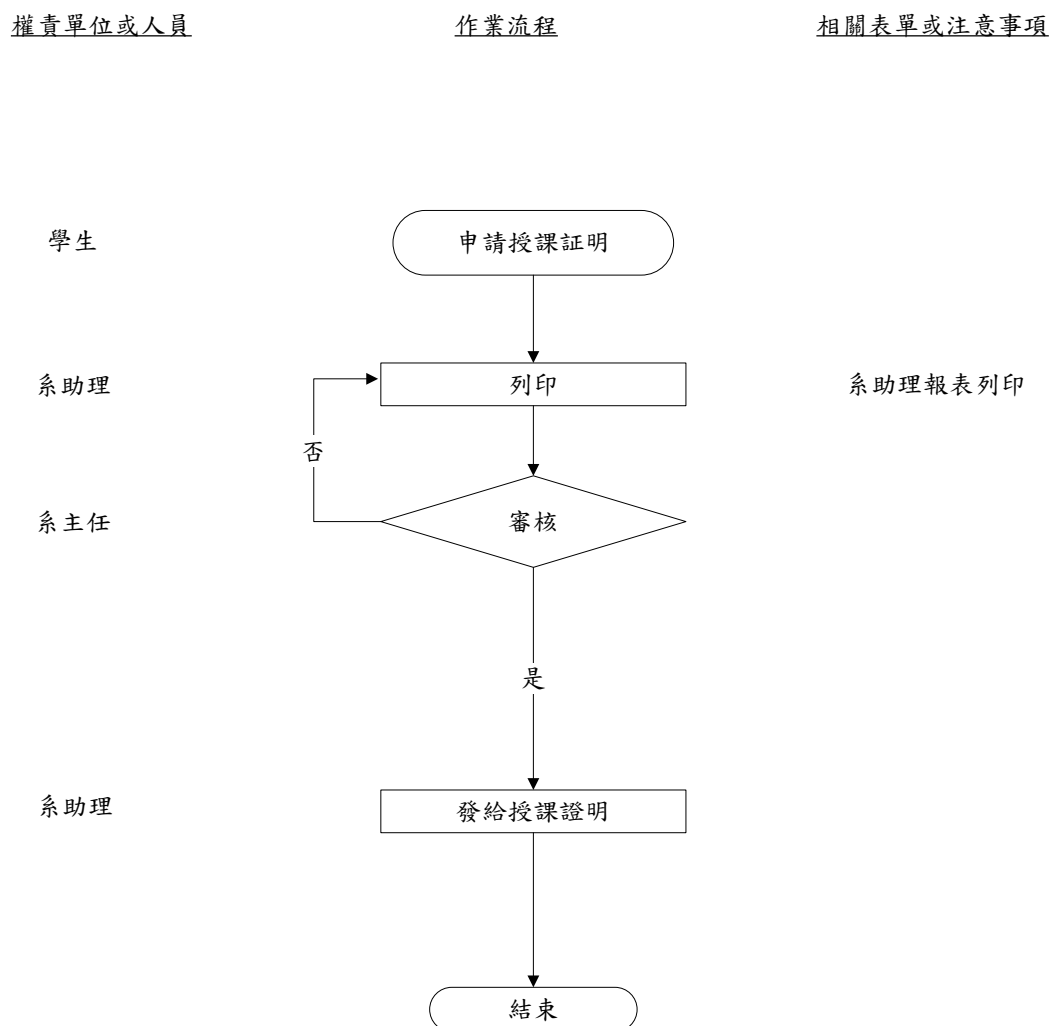 權責單位或人員 作業流程 相關表單或注意事項
學生 申請授課証明
系助理 列印 系助理報表列印
否
系主任 審核
是
系助理 發給授課證明
結束